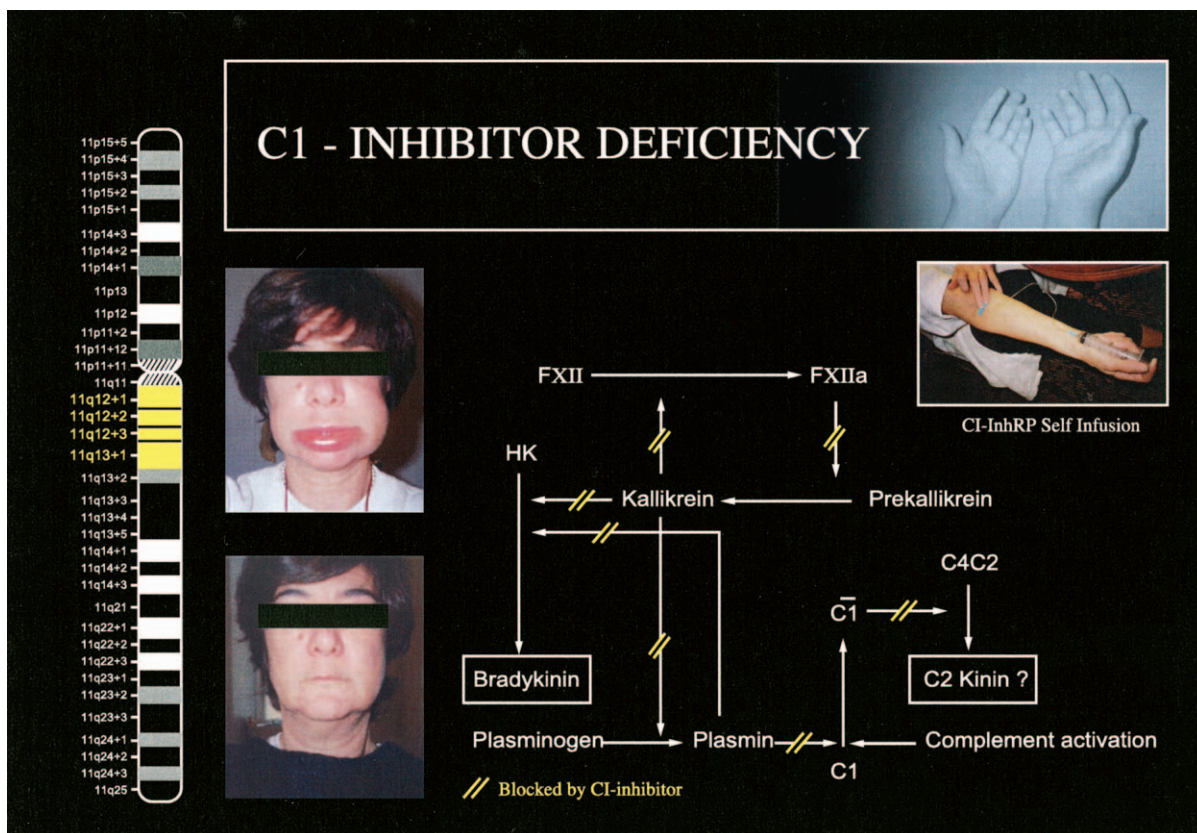 C1 - INHIBITOR DEFICIENCY
11p15+5
11p15+4
11p15+3
11p15+2
11p15+1
11p14+3
11p14+2
11p14+1
11p13
11p12
11p11+2
11p11+12
11p11+11
11q11
11q12+1
11q12+2
11q12+3
11q13+1
11q13+2
11q13+3
11q13+4
11q13+5
11q14+1
11q14+2
11q14+3
11q21
11q22+1
11q22+2
11q22+3
11q23+1
11q23+2
11q23+3
11q24+1
11q24+2
11q24+3
11q25
CI-InhRP Self Infusion
FXII
FXIIa
HK
Kallikrein
Prekallikrein
C4C2
C1̅
Bradykinin
C2 Kinin ?
Plasminogen
Plasmin
Complement activation
C1
Blocked by CI-inhibitor